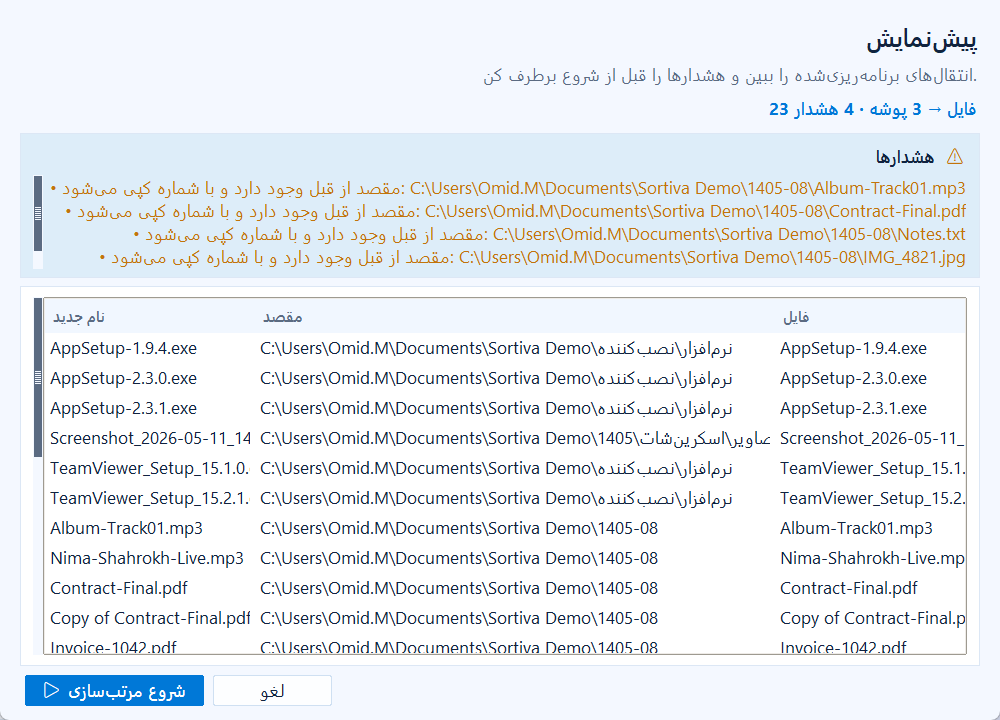 پیش‌نمایش
انتقال‌های برنامه‌ریزی‌شده را ببین و هشدارها را قبل از شروع برطرف کن.
23 فایل → 3 پوشه · 4 هشدار
⚠ هشدارها
• مقصد از قبل وجود دارد و با شماره کپی می‌شود: C:\Users\Omid.M\Documents\Sortiva Demo\1405-08\Album-Track01.mp3
• مقصد از قبل وجود دارد و با شماره کپی می‌شود: C:\Users\Omid.M\Documents\Sortiva Demo\1405-08\Contract-Final.pdf
• مقصد از قبل وجود دارد و با شماره کپی می‌شود: C:\Users\Omid.M\Documents\Sortiva Demo\1405-08\Notes.txt
• مقصد از قبل وجود دارد و با شماره کپی می‌شود: C:\Users\Omid.M\Documents\Sortiva Demo\1405-08\IMG_4821.jpg
فایل مقصد نام جدید
AppSetup-1.9.4.exe C:\Users\Omid.M\Documents\Sortiva Demo\نرم‌افزار\نصب‌کننده AppSetup-1.9.4.exe
AppSetup-2.3.0.exe C:\Users\Omid.M\Documents\Sortiva Demo\نرم‌افزار\نصب‌کننده AppSetup-2.3.0.exe
AppSetup-2.3.1.exe C:\Users\Omid.M\Documents\Sortiva Demo\نرم‌افزار\نصب‌کننده AppSetup-2.3.1.exe
Screenshot_2026-05-11_ C:\Users\Omid.M\Documents\Sortiva Demo\صاویر\اسکرین‌شات\1405 Screenshot_2026-05-11_14
TeamViewer_Setup_15.1. C:\Users\Omid.M\Documents\Sortiva Demo\نرم‌افزار\نصب‌کننده TeamViewer_Setup_15.1.0.
TeamViewer_Setup_15.2. C:\Users\Omid.M\Documents\Sortiva Demo\نرم‌افزار\نصب‌کننده TeamViewer_Setup_15.2.1.
Album-Track01.mp3 C:\Users\Omid.M\Documents\Sortiva Demo\1405-08 Album-Track01.mp3
Nima-Shahrokh-Live.mp C:\Users\Omid.M\Documents\Sortiva Demo\1405-08 Nima-Shahrokh-Live.mp3
Contract-Final.pdf C:\Users\Omid.M\Documents\Sortiva Demo\1405-08 Contract-Final.pdf
Copy of Contract-Final.p C:\Users\Omid.M\Documents\Sortiva Demo\1405-08 Copy of Contract-Final.pdf
Invoice-1042.pdf C:\Users\Omid.M\Documents\Sortiva Demo\1405-08 Invoice-1042.pdf
لغو
شروع مرتب‌سازی